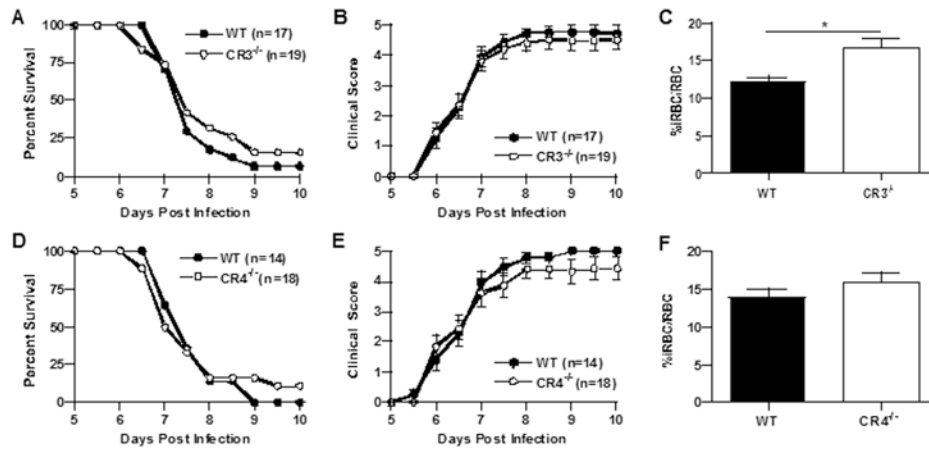 A
Percent Survival
100
75
50
25
0
WT (n=17)
CR3-/- (n=19)
5 6 7 8 9 10
Days Post Infection
B
Clinical Score
5
4
3
2
1
0
WT (n=17)
CR3-/- (n=19)
5 6 7 8 9 10
Days Post Infection
C
%iRBC/RBC
20
15
10
5
0
*
WT CR3-/-
D
Percent Survival
100
75
50
25
0
WT (n=14)
CR4-/- (n=18)
5 6 7 8 9 10
Days Post Infection
E
Clinical Score
5
4
3
2
1
0
WT (n=14)
CR4-/- (n=18)
5 6 7 8 9 10
Days Post Infection
F
%iRBC/RBC
20
15
10
5
0
WT CR4-/-